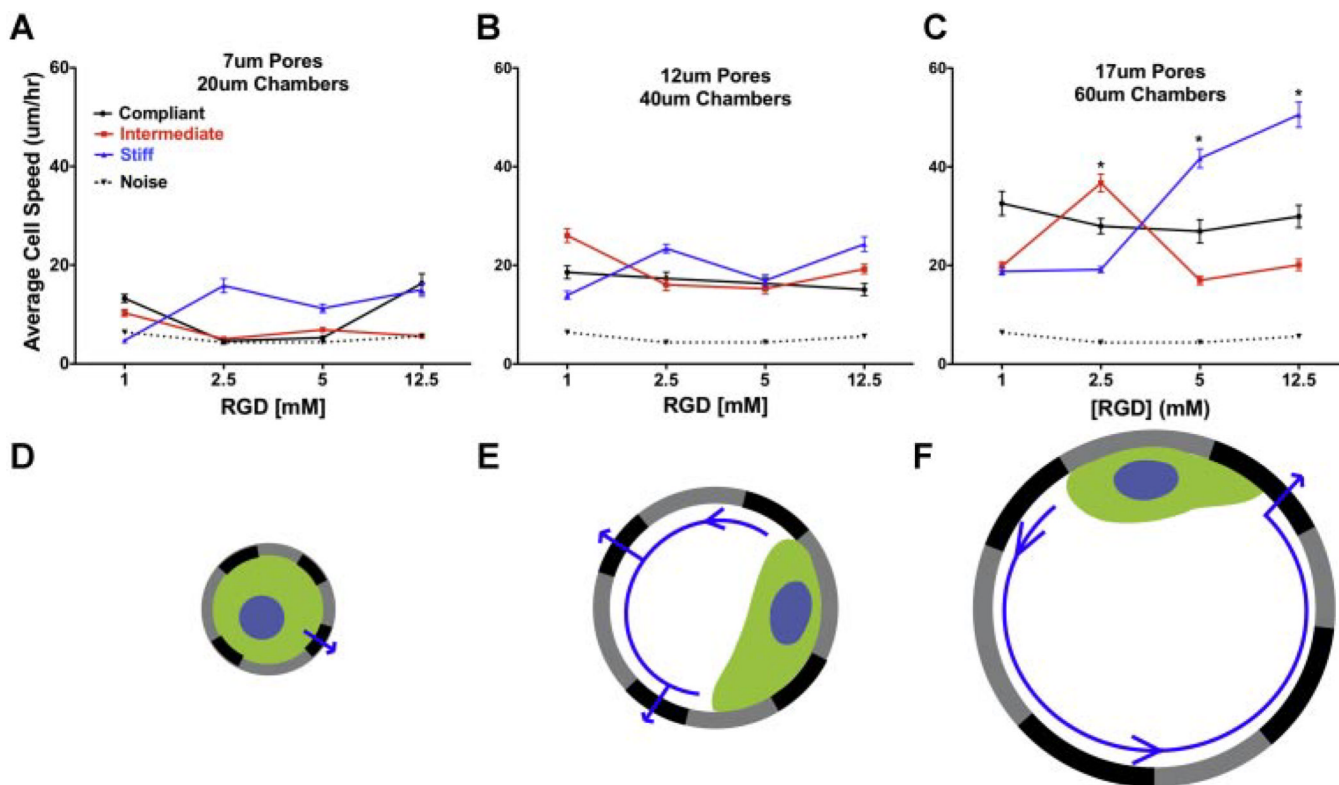 A
7um Pores
20um Chambers
Compliant
Intermediate
Stiff
Noise
Average Cell Speed (um/hr)
60
40
20
0
1
2.5
5
12.5
RGD [mM]
B
12um Pores
40um Chambers
60
40
20
0
1
2.5
5
12.5
RGD [mM]
C
17um Pores
60um Chambers
*
*
*
60
40
20
0
1
2.5
5
12.5
[RGD] (mM)
D
E
F